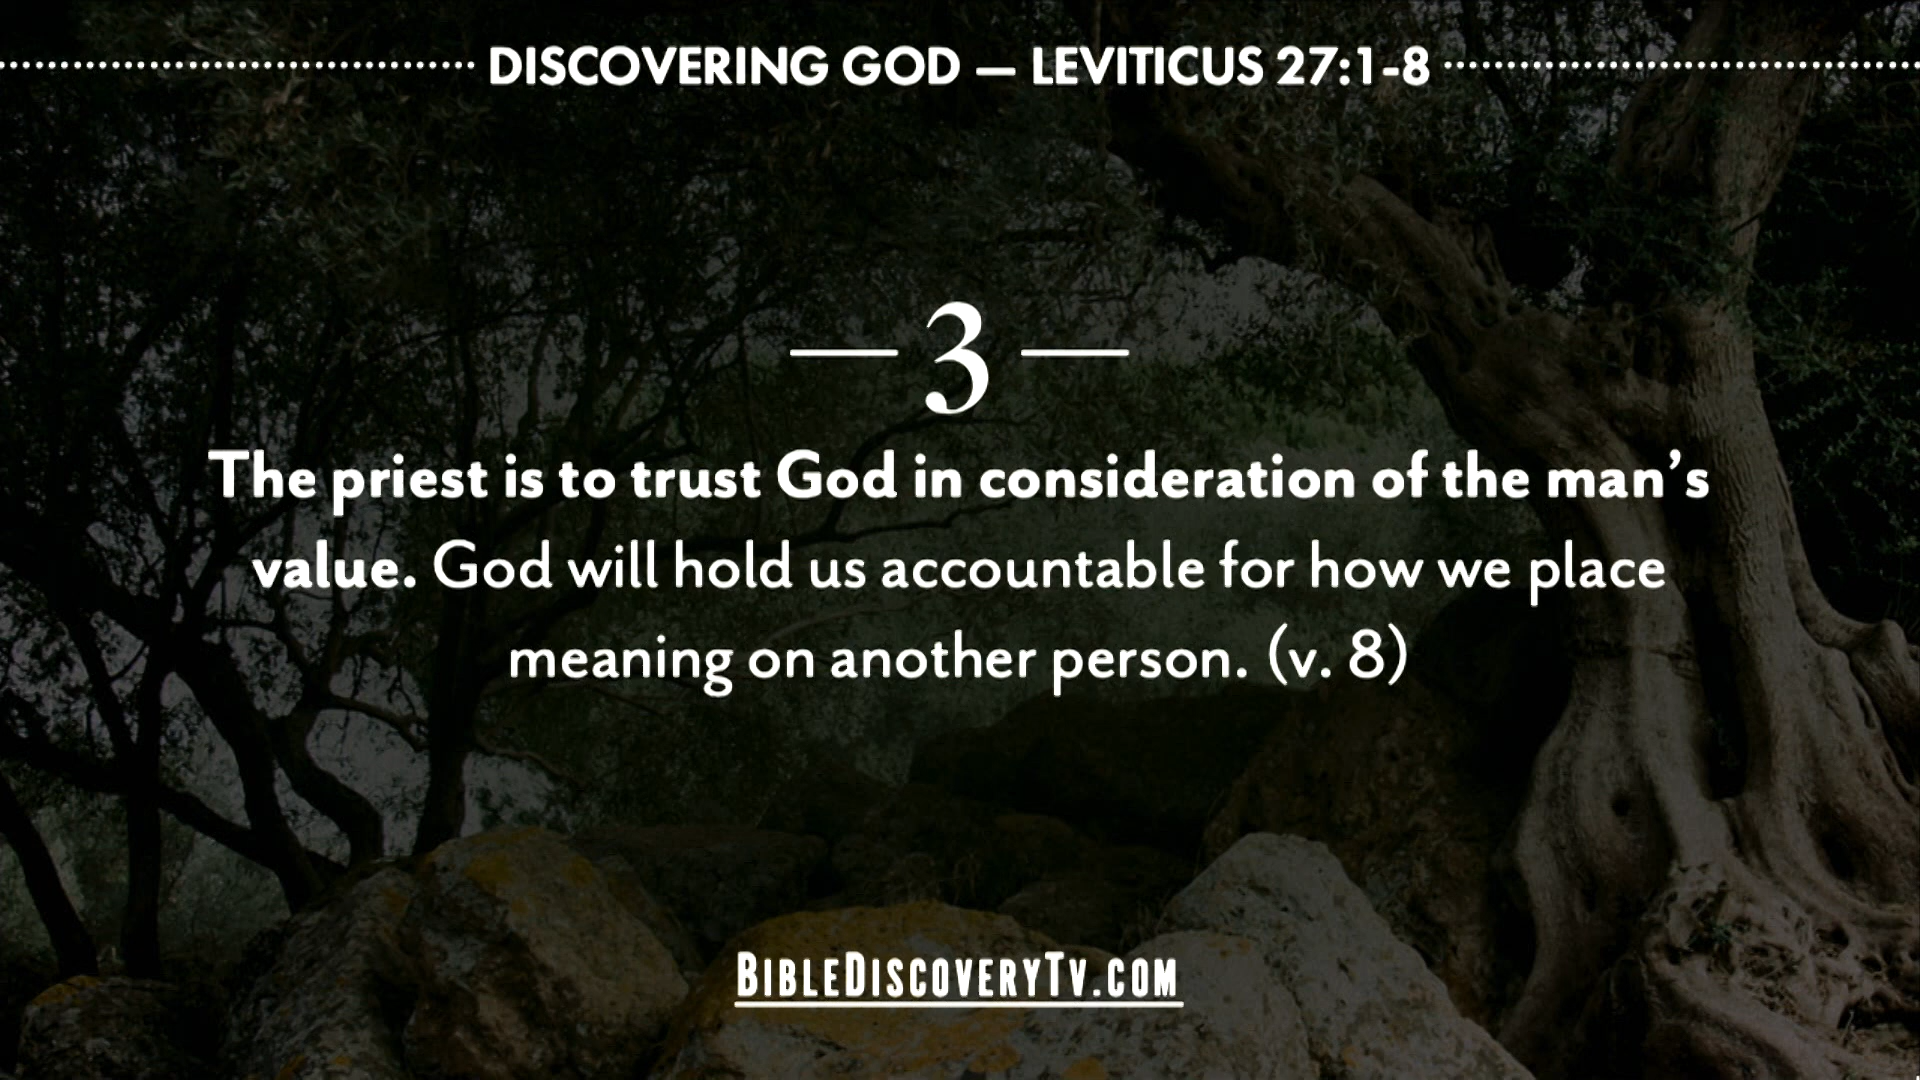 DISCOVERING GOD — LEVITICUS 27:1-8
— 3 —
The priest is to trust God in consideration of the man's
value. God will hold us accountable for how we place
meaning on another person. (v. 8)
BIBLEDISCOVERYTV.COM